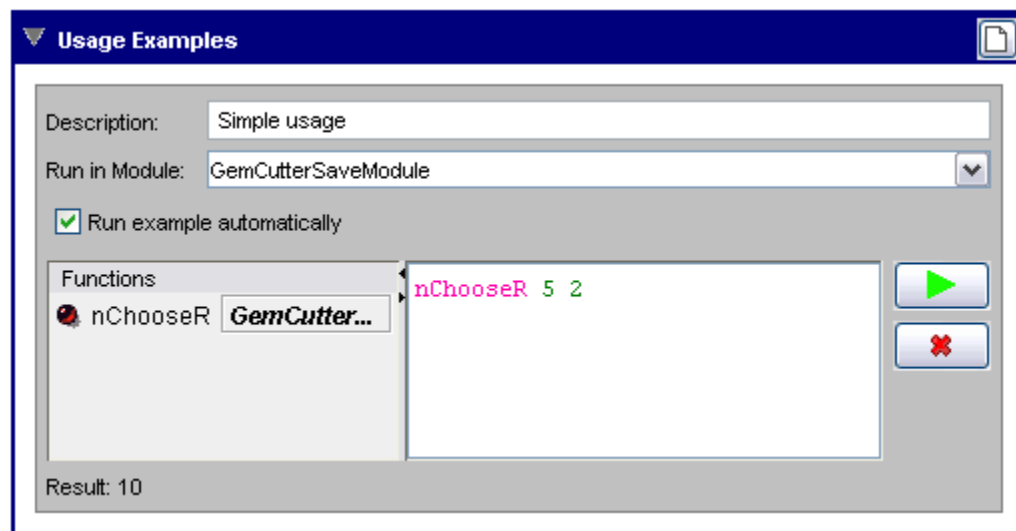 Usage Examples
Description: Simple usage
Run in Module: GemCutterSaveModule
Run example automatically
Functions
nChooseR GemCutter...
nChooseR 5 2
Result: 10